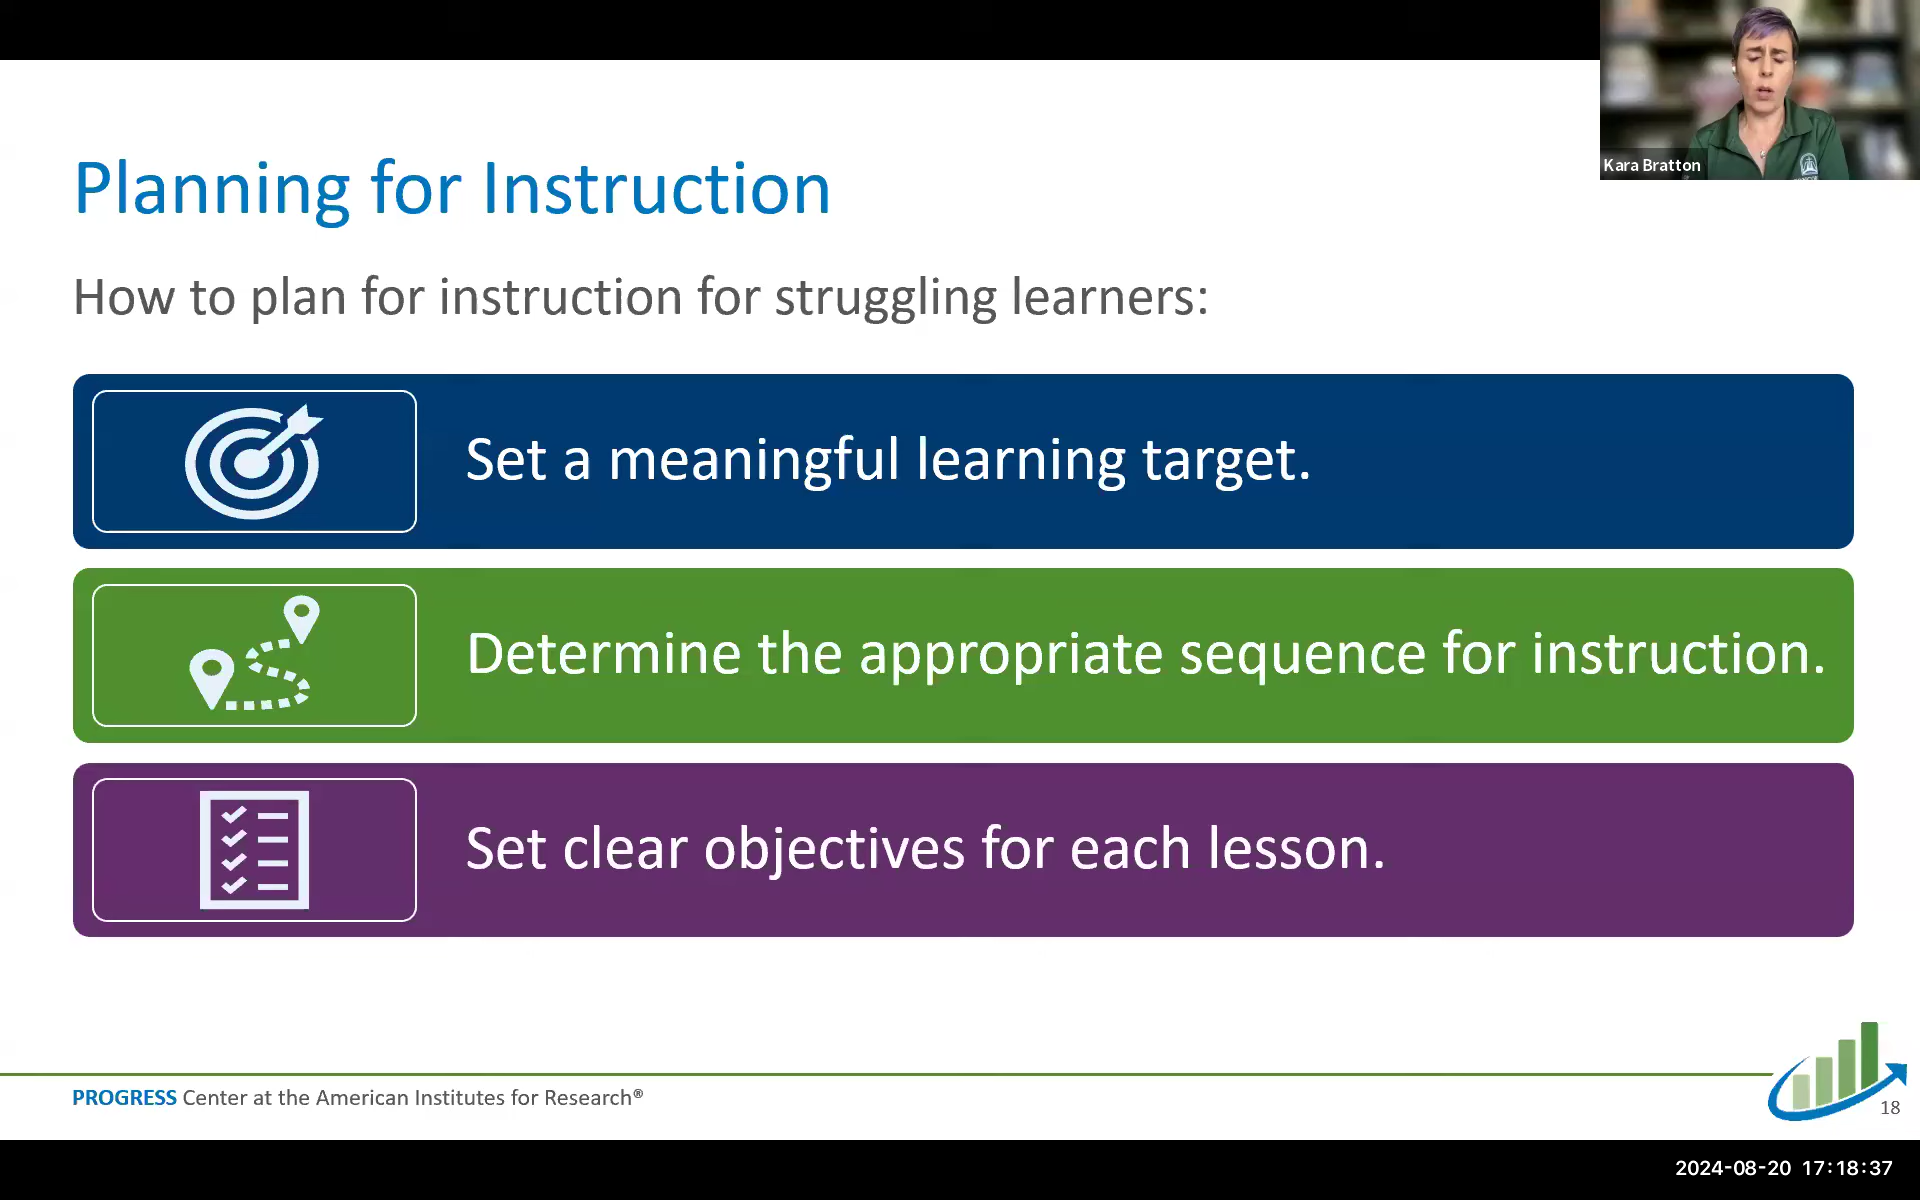 Kara Bratton
Planning for Instruction
How to plan for instruction for struggling learners:
Set a meaningful learning target.
Determine the appropriate sequence for instruction.
Set clear objectives for each lesson.
PROGRESS Center at the American Institutes for Research®
18
2024-08-20 17:18:37